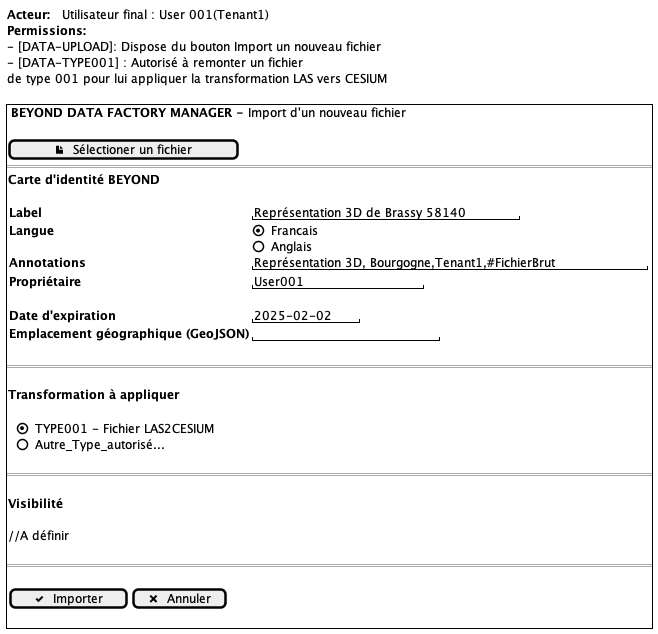 Acteur: Utilisateur final : User 001(Tenant1)
Permissions:
- [DATA-UPLOAD]: Dispose du bouton Import un nouveau fichier
- [DATA-TYPE001] : Autorisé à remonter un fichier
de type 001 pour lui appliquer la transformation LAS vers CESIUM
BEYOND DATA FACTORY MANAGER - Import d'un nouveau fichier
Sélectioner un fichier
Carte d'identité BEYOND
Label Représentation 3D de Brassy 58140
Langue Francais
Anglais
Annotations Représentation 3D, Bourgogne,Tenant1,#FichierBrut
Propriétaire User001
Date d'expiration 2025-02-02
Emplacement géographique (GeoJSON)
Transformation à appliquer
TYPE001 - Fichier LAS2CESIUM
Autre_Type_autorisé...
Visibilité
//A définir
Importer Annuler